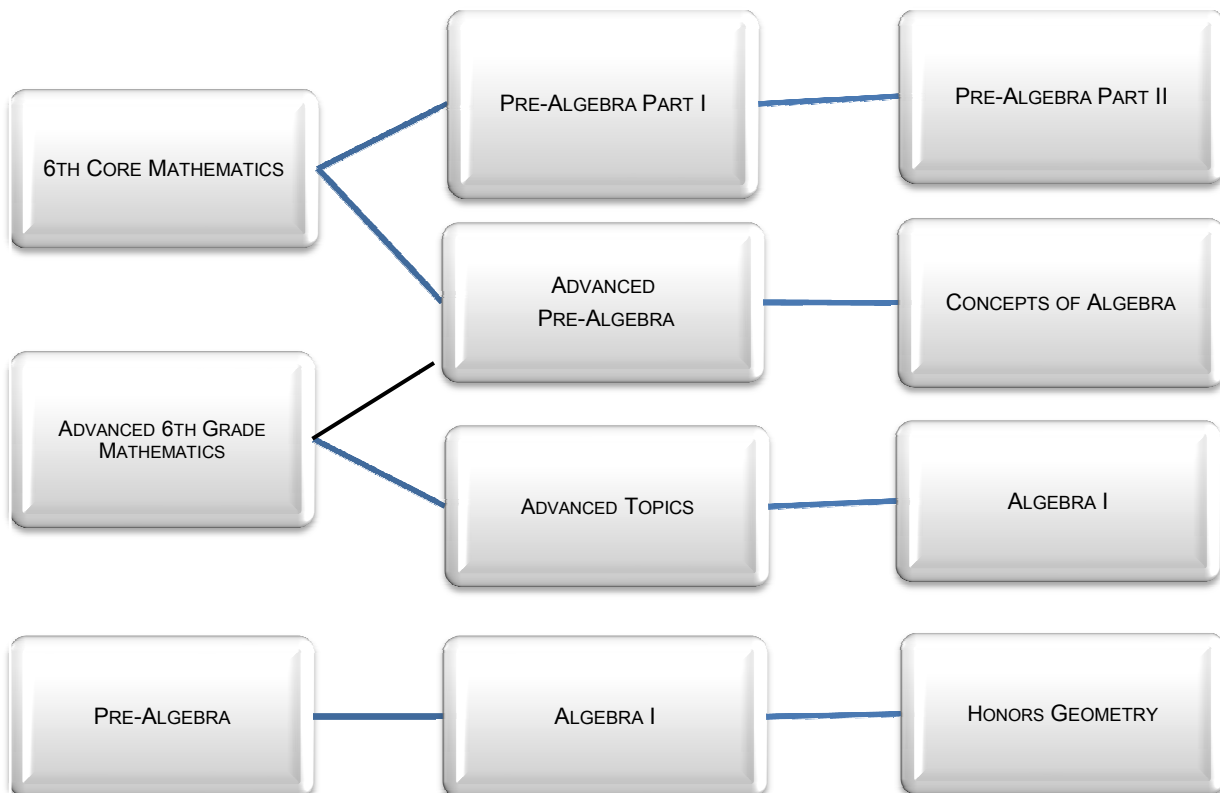 6TH CORE MATHEMATICS
PRE-ALGEBRA PART I
PRE-ALGEBRA PART II
ADVANCED
PRE-ALGEBRA
CONCEPTS OF ALGEBRA
ADVANCED 6TH GRADE
MATHEMATICS
ADVANCED TOPICS
ALGEBRA I
PRE-ALGEBRA
ALGEBRA I
HONORS GEOMETRY